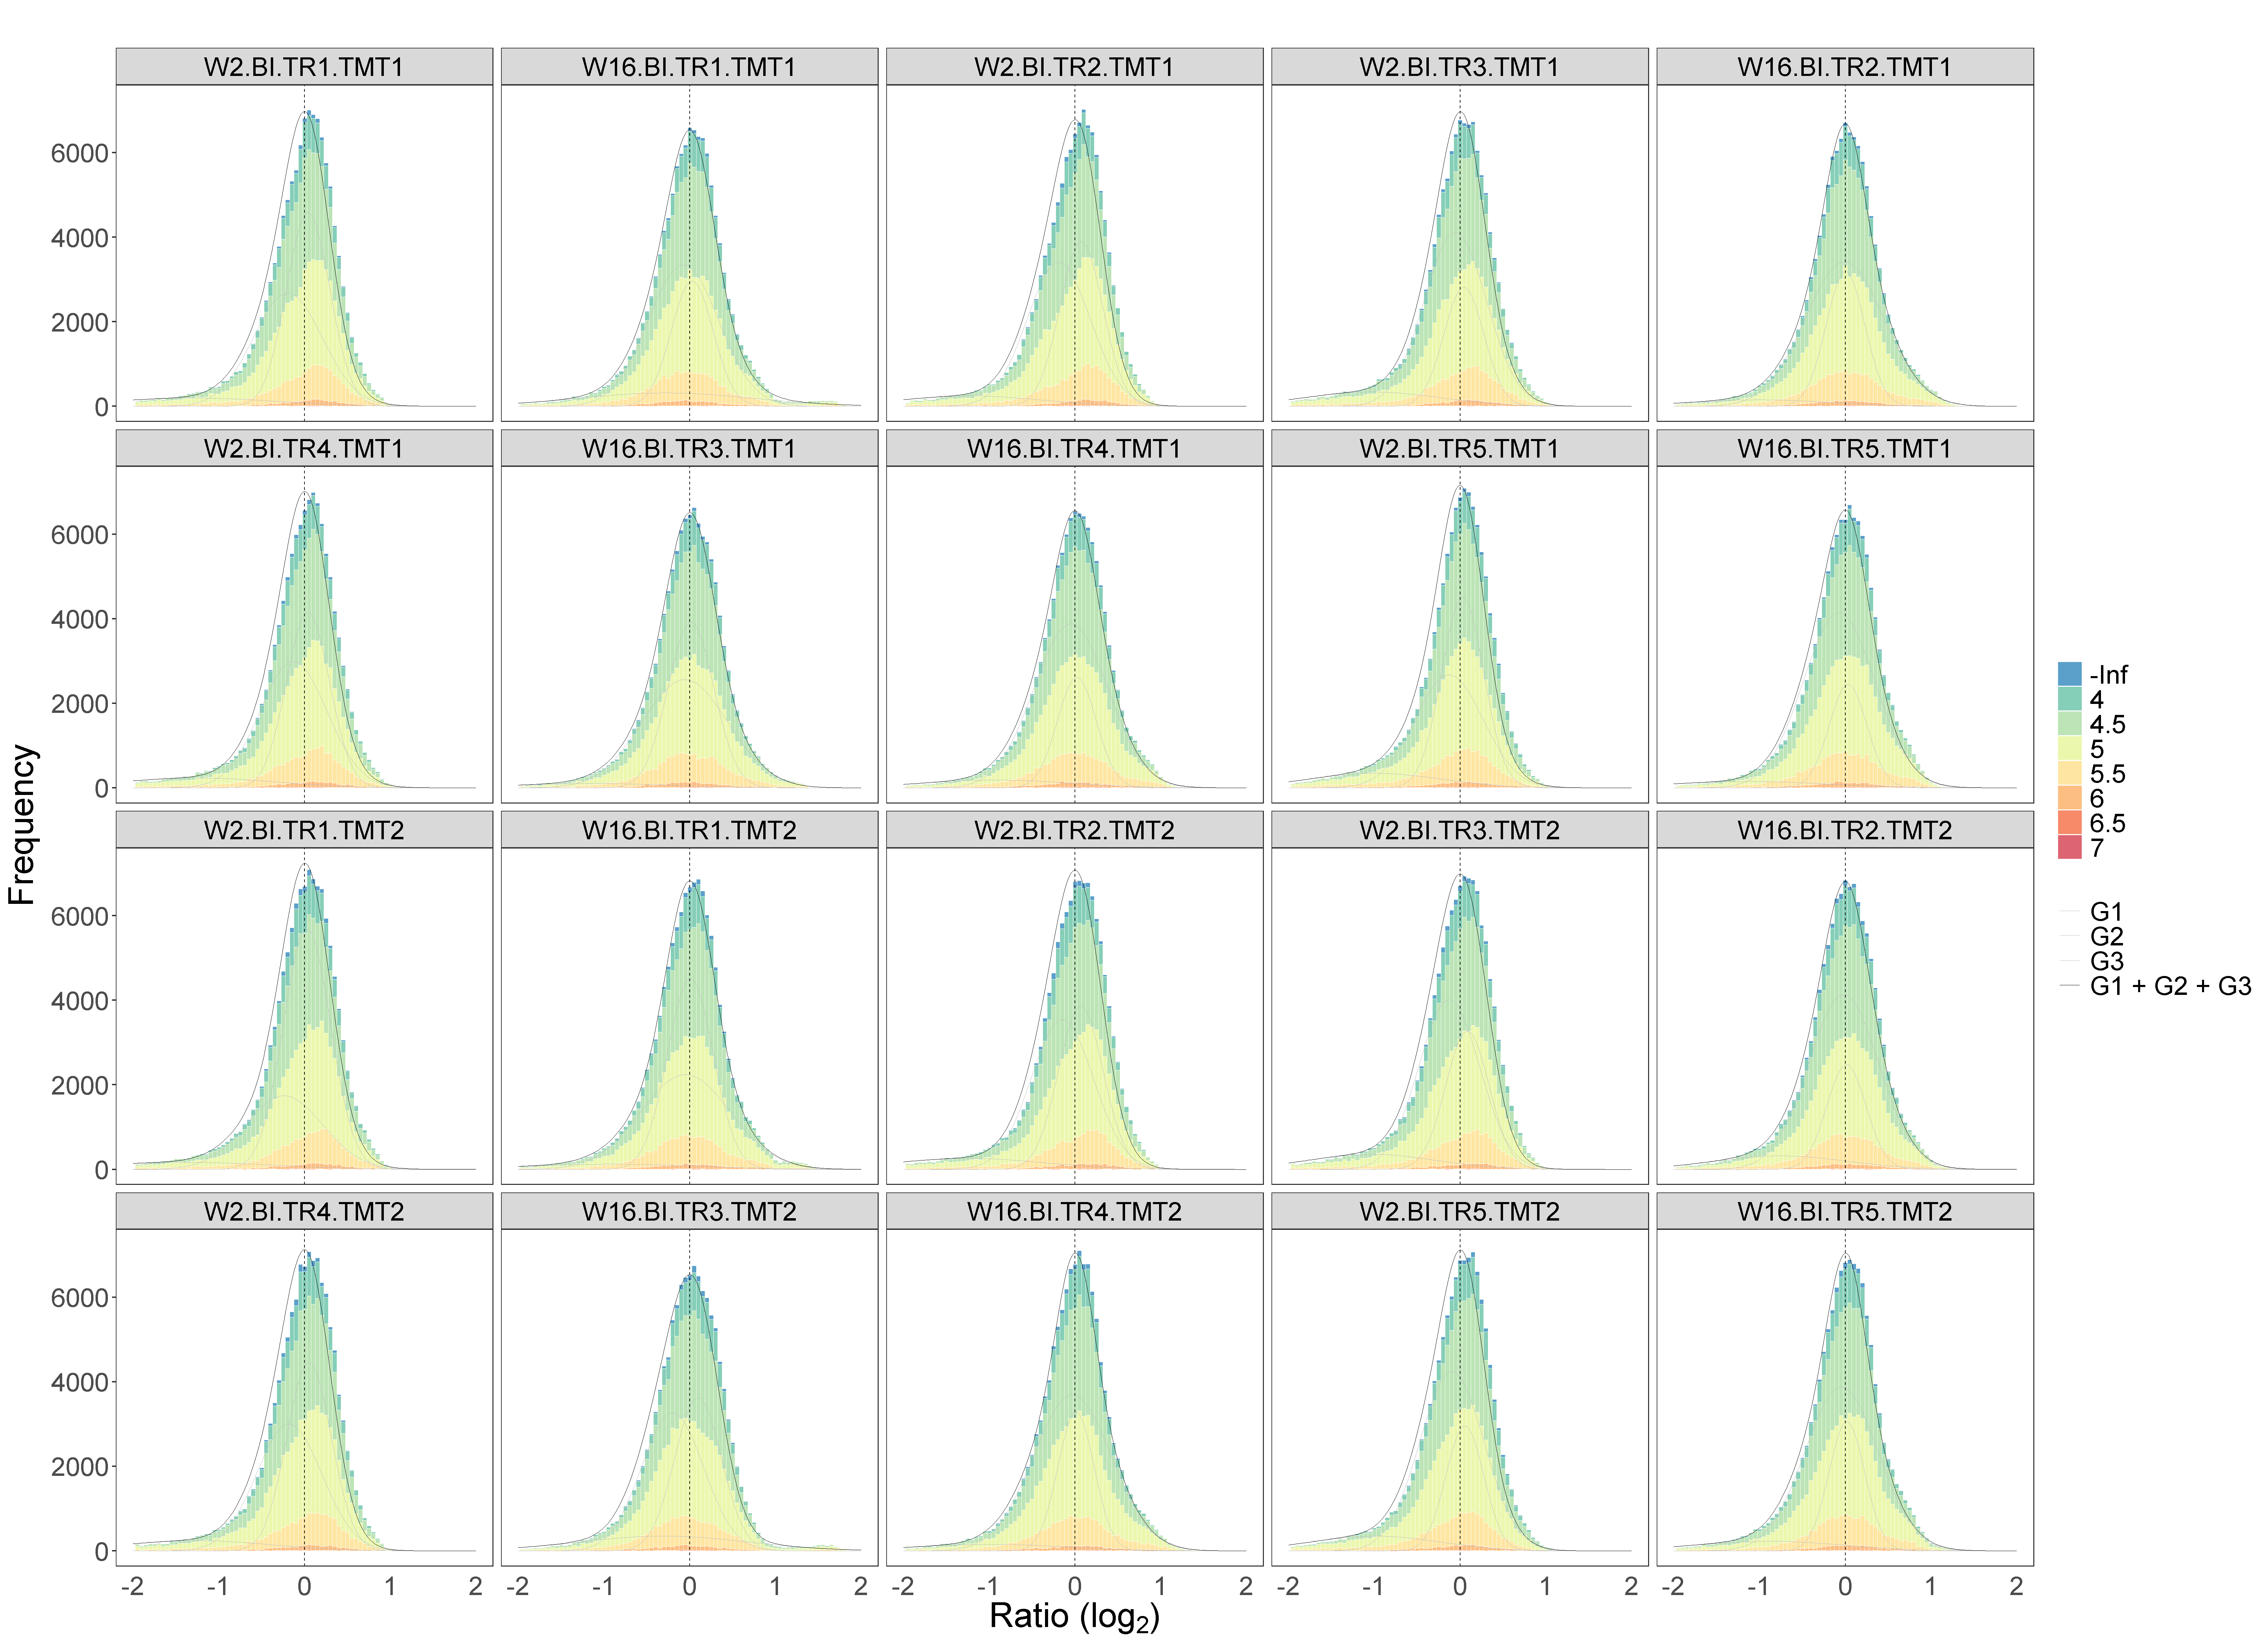 W2.BI.TR1.TMT1 W16.BI.TR1.TMT1 W2.BI.TR2.TMT1 W2.BI.TR3.TMT1 W16.BI.TR2.TMT1
6000
4000
2000
0
W2.BI.TR4.TMT1 W16.BI.TR3.TMT1 W16.BI.TR4.TMT1 W2.BI.TR5.TMT1 W16.BI.TR5.TMT1
6000
4000
2000
0
W2.BI.TR1.TMT2 W16.BI.TR1.TMT2 W2.BI.TR2.TMT2 W2.BI.TR3.TMT2 W16.BI.TR2.TMT2
6000
4000
2000
0
W2.BI.TR4.TMT2 W16.BI.TR3.TMT2 W16.BI.TR4.TMT2 W2.BI.TR5.TMT2 W16.BI.TR5.TMT2
6000
4000
2000
0
-2 -1 0 1 2 -2 -1 0 1 2 -2 -1 0 1 2 -2 -1 0 1 2 -2 -1 0 1 2
Ratio (log₂)
Frequency
-Inf
4
4.5
5
5.5
6
6.5
7
G1
G2
G3
G1 + G2 + G3